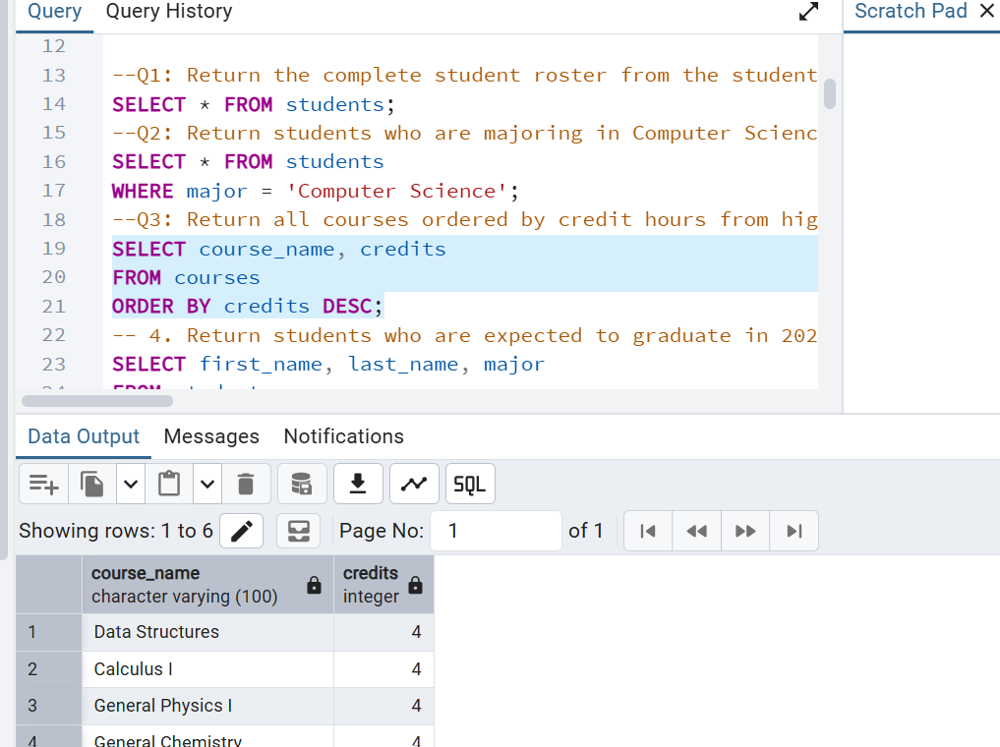 Query Query History Scratch Pad
12
13 --Q1: Return the complete student roster from the student
14 SELECT * FROM students;
15 --Q2: Return students who are majoring in Computer Scienc
16 SELECT * FROM students
17 WHERE major = 'Computer Science';
18 --Q3: Return all courses ordered by credit hours from hig
19 SELECT course_name, credits
20 FROM courses
21 ORDER BY credits DESC;
22 -- 4. Return students who are expected to graduate in 202
23 SELECT first_name, last_name, major
Data Output Messages Notifications
SQL
Showing rows: 1 to 6 Page No: 1 of 1
course_name credits
character varying (100) integer
1 Data Structures 4
2 Calculus I 4
3 General Physics I 4
4 General Chemistry 4